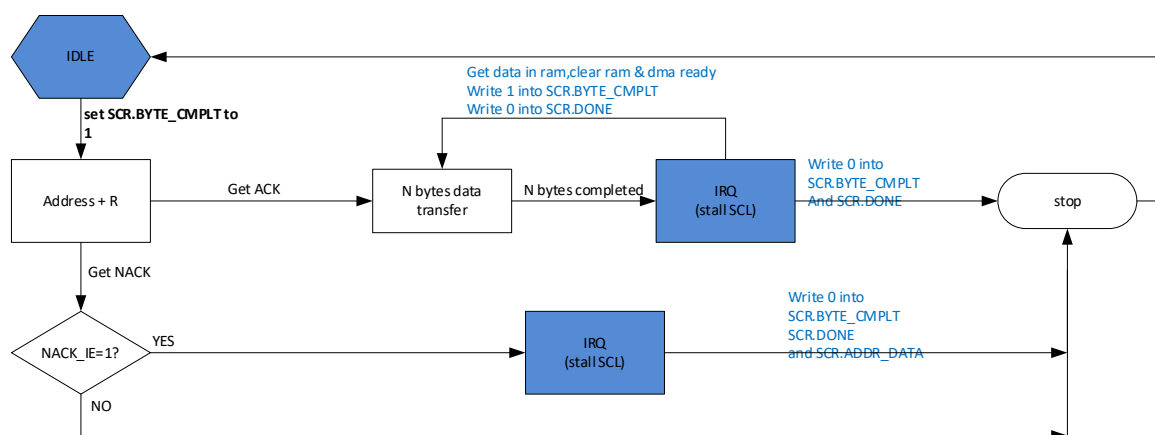 IDLE
Get data in ram,clear ram & dma ready
Write 1 into SCR.BYTE_CMPLT
Write 0 into SCR.DONE
set SCR.BYTE_CMPLT to
1
Address + R
Get ACK
N bytes data
transfer
N bytes completed
IRQ
(stall SCL)
Write 0 into
SCR.BYTE_CMPLT
And SCR.DONE
stop
Get NACK
NACK_IE=1?
YES
IRQ
(stall SCL)
Write 0 into
SCR.BYTE_CMPLT
SCR.DONE
and SCR.ADDR_DATA
NO